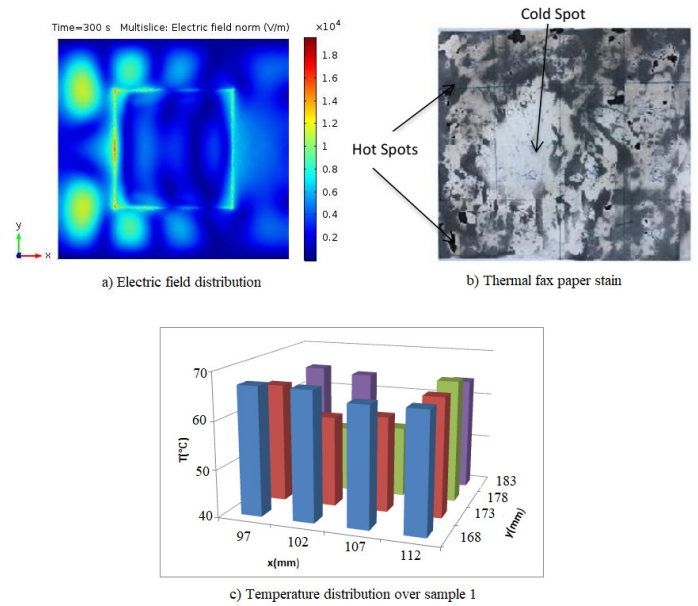 Time=300 s Multislice: Electric field norm (V/m)
×10⁴
1.8
1.6
1.4
1.2
1
0.8
0.6
0.4
0.2
y
x
a) Electric field distribution
Cold Spot
Hot Spots
b) Thermal fax paper stain
70
60
50
40
T(°C)
97
102
107
112
x(mm)
183
178
173
168
y(mm)
c) Temperature distribution over sample 1